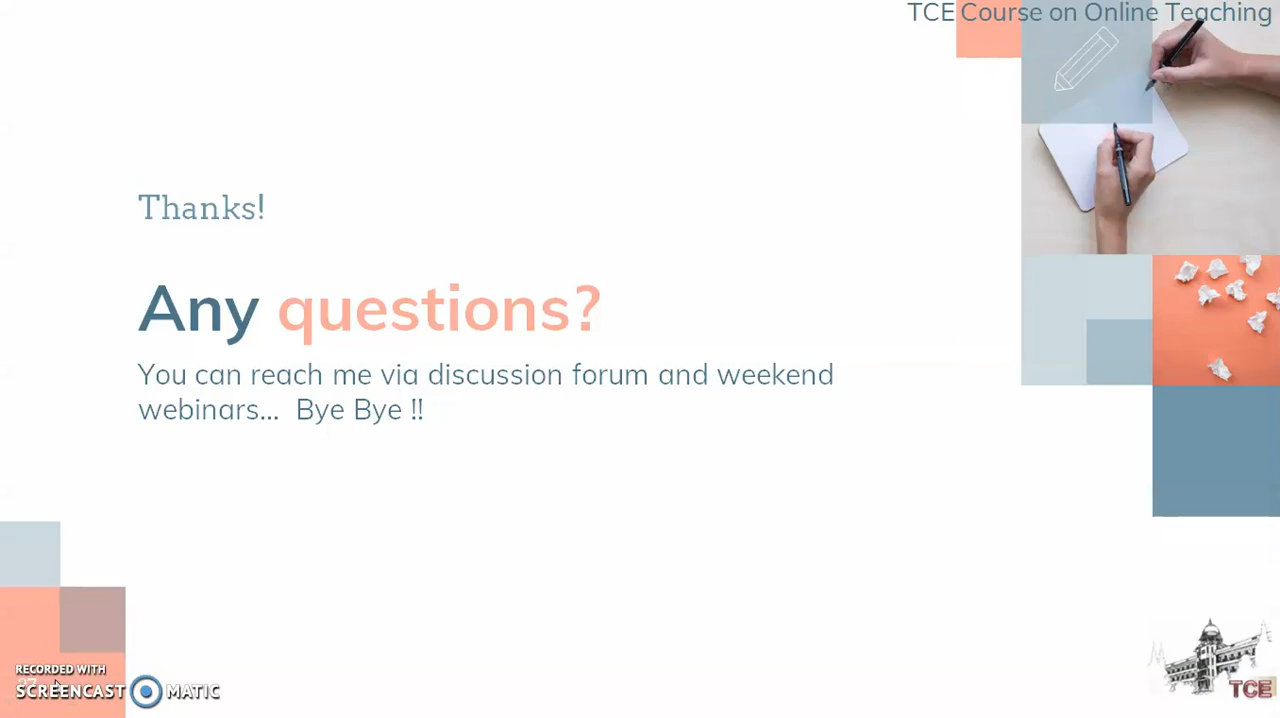 TCE Course on Online Teaching
Thanks!
Any questions?
You can reach me via discussion forum and weekend
webinars... Bye Bye !!
RECORDED WITH
SCREENCAST MATIC
TCE